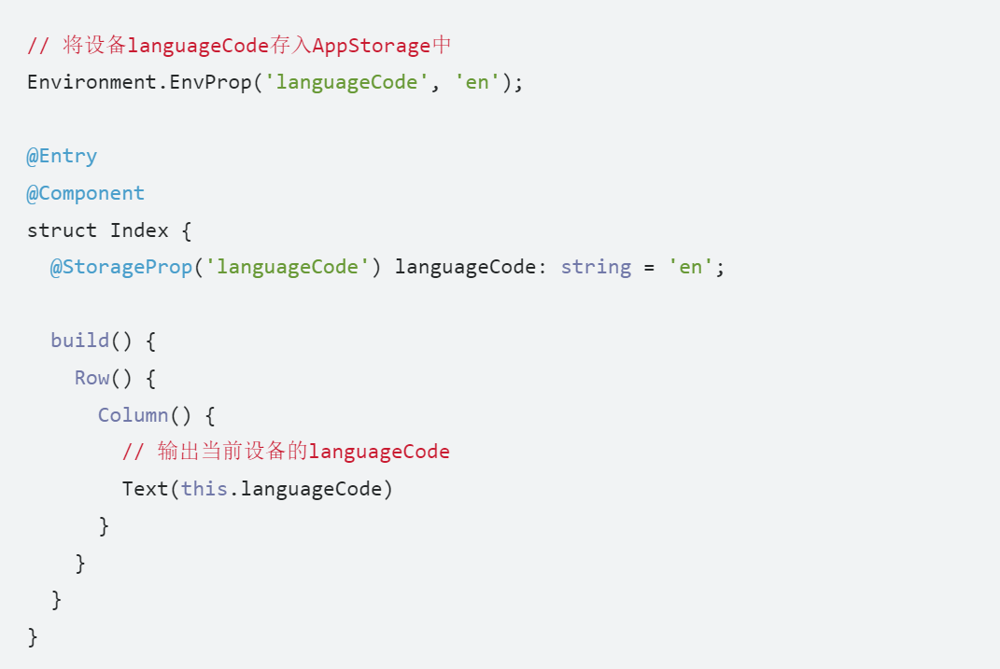 // 将设备languageCode存入AppStorage中
Environment.EnvProp('languageCode', 'en');
@Entry
@Component
struct Index {
  @StorageProp('languageCode') languageCode: string = 'en';
  build() {
    Row() {
      Column() {
        // 输出当前设备的languageCode
        Text(this.languageCode)
      }
    }
  }
}